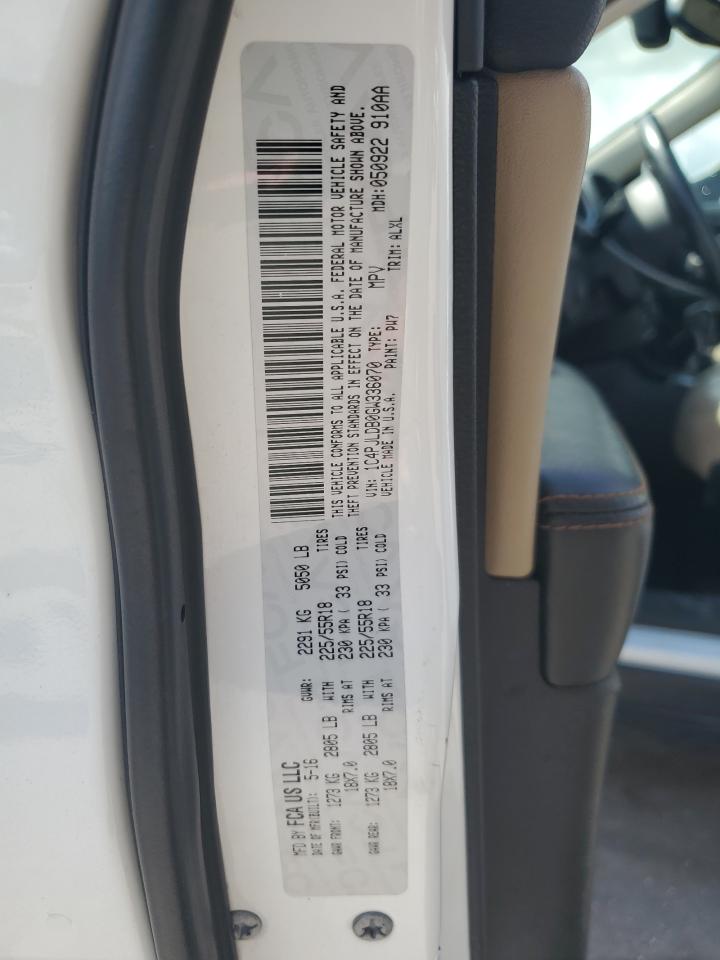 MFD BY FCA US LLC
DATE OF MFR(BUILT): 5-16 GVWR: 2291 KG 5050 LB
GAWR FRONT: 1273 KG 2805 LB WITH 225/55R18 TIRES
18X7.0 RIMS AT 230 KPA ( 33 PSI) COLD
GAWR REAR: 1273 KG 2805 LB WITH 225/55R18 TIRES
18X7.0 RIMS AT 230 KPA ( 33 PSI) COLD
THIS VEHICLE CONFORMS TO ALL APPLICABLE U.S.A. FEDERAL MOTOR VEHICLE SAFETY AND
THEFT PREVENTION STANDARDS IN EFFECT ON THE DATE OF MANUFACTURE SHOWN ABOVE.
VIN: 1C4PJLDB0GW336070 TYPE: MPV MDH:050922 910AA
VEHICLE MADE IN U.S.A. PAINT: PW7 TRIM: ALXL